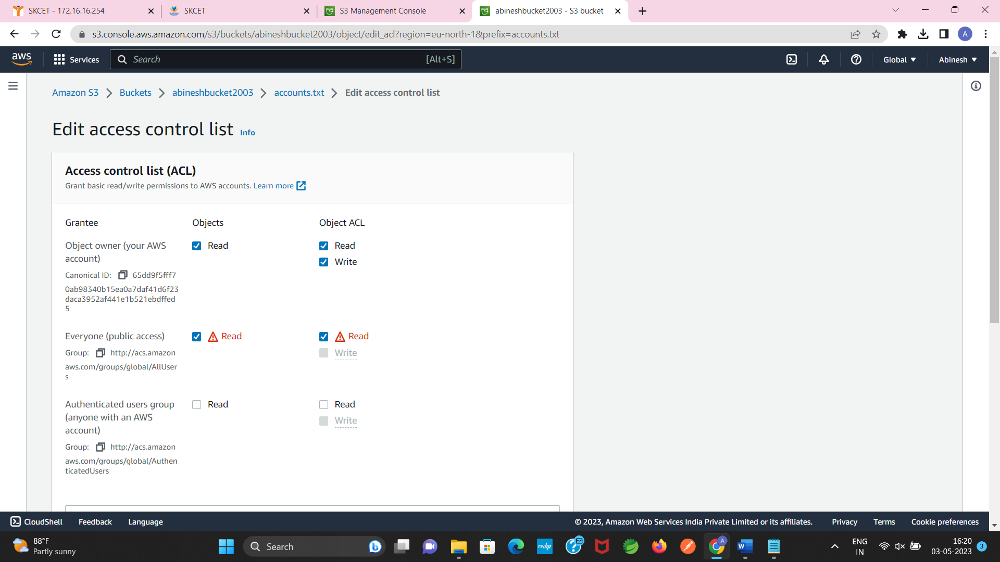 SKCET - 172.16.16.254
SKCET
S3 Management Console
abineshbucket2003 - S3 bucket
s3.console.aws.amazon.com/s3/buckets/abineshbucket2003/object/edit_acl?region=eu-north-1&prefix=accounts.txt
A
aws
Services
Search
[Alt+S]
Global
Abinesh
Amazon S3
Buckets
abineshbucket2003
accounts.txt
Edit access control list
Edit access control list Info
Access control list (ACL)
Grant basic read/write permissions to AWS accounts. Learn more
Grantee
Objects
Object ACL
Object owner (your AWS
account)
Canonical ID: 65dd9f5fff7
0ab98340b15ea0a7daf41d6f23
daca3952af441e1b521ebdffed
5
Read
Read
Write
Everyone (public access)
Group: http://acs.amazon
aws.com/groups/global/AllUser
s
Read
Read
Write
Authenticated users group
(anyone with an AWS
account)
Group: http://acs.amazon
aws.com/groups/global/Authen
ticatedUsers
Read
Read
Write
CloudShell
Feedback
Language
© 2023, Amazon Web Services India Private Limited or its affiliates.
Privacy
Terms
Cookie preferences
88°F
Partly sunny
Search
myhp
A
W
ENG
IN
16:20
03-05-2023
3